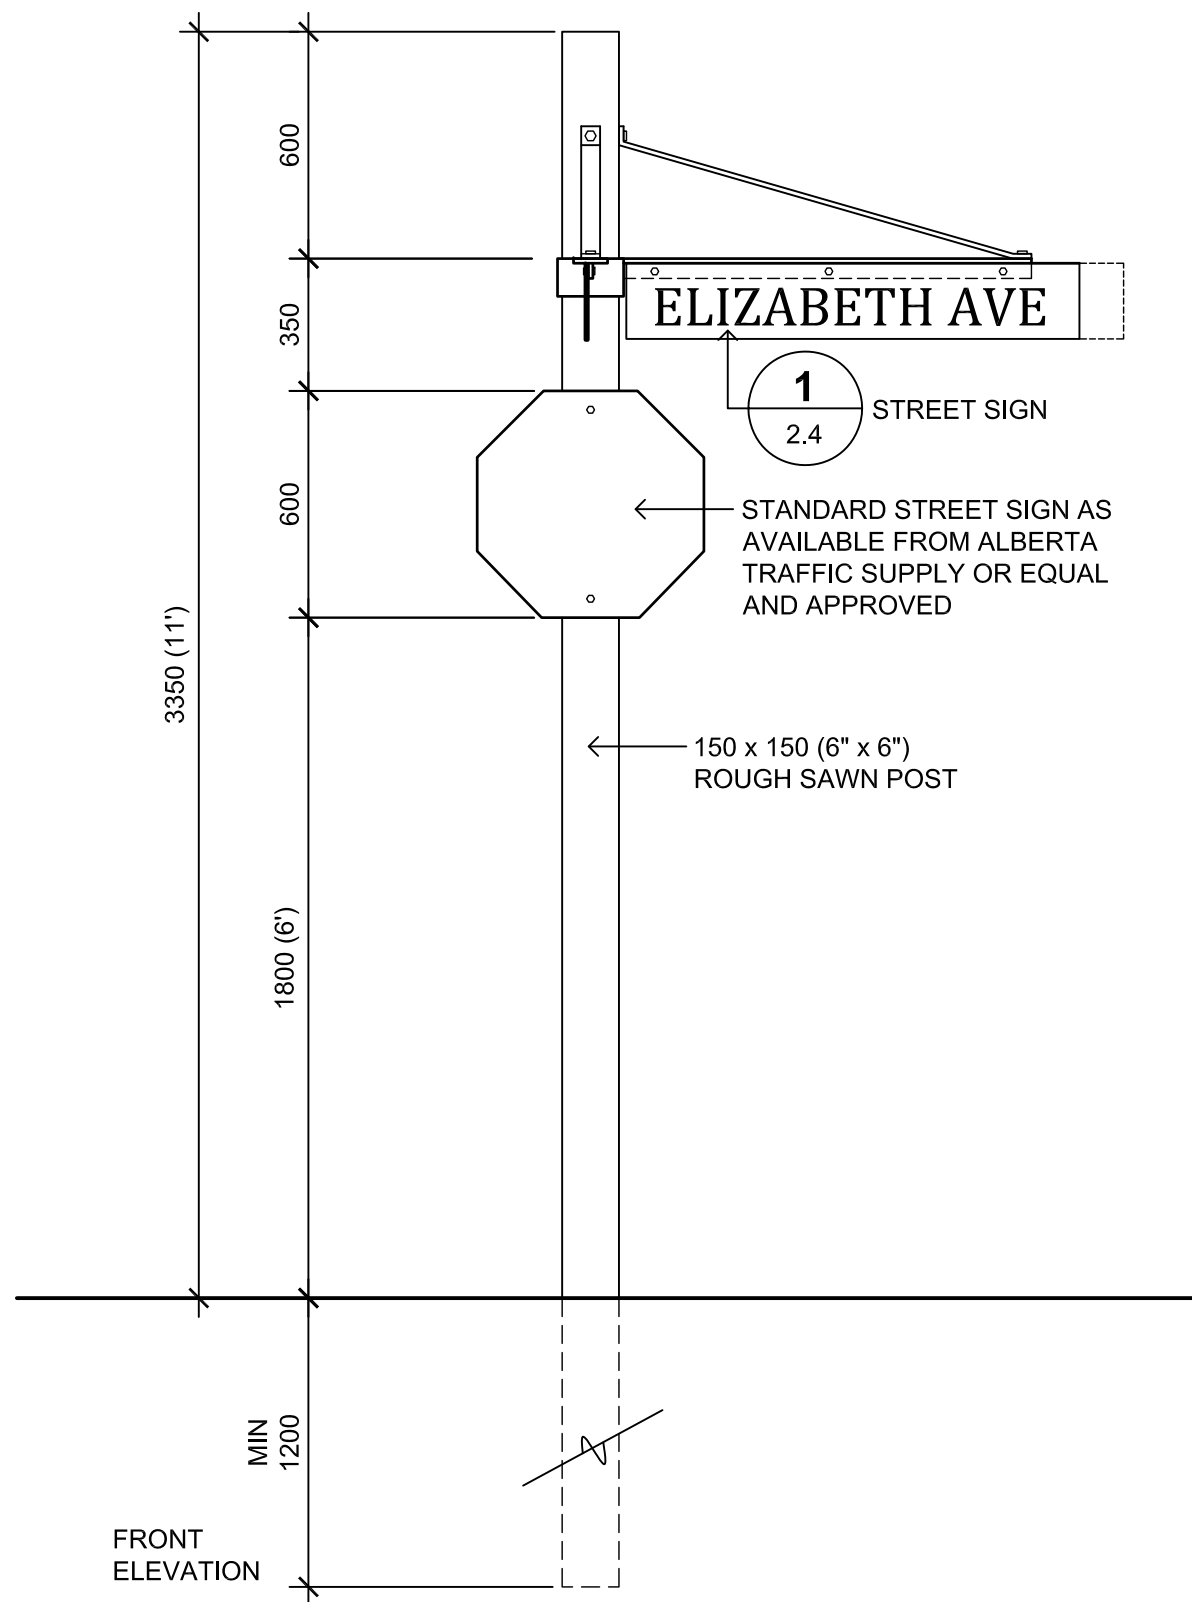 600
350
ELIZABETH AVE
1
2.4
STREET SIGN
600
STANDARD STREET SIGN AS
AVAILABLE FROM ALBERTA
TRAFFIC SUPPLY OR EQUAL
AND APPROVED
3350 (11')
150 x 150 (6" x 6")
ROUGH SAWN POST
1800 (6')
MIN
1200
FRONT
ELEVATION